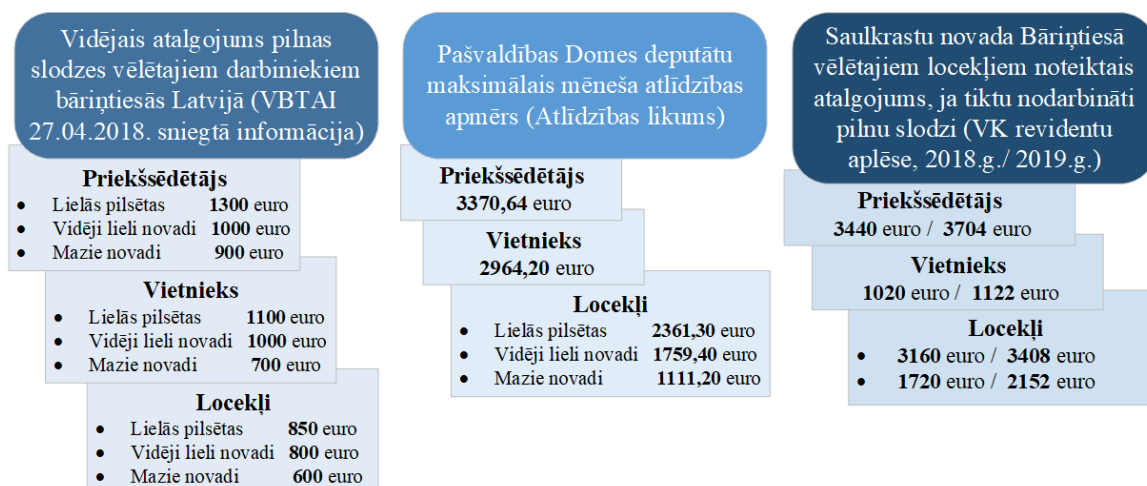 Vidējais atalgojums pilnas
slodzes vēlētajiem darbiniekiem
bāriņtiesās Latvijā (VBTAI
27.04.2018. sniegtā informācija)
Priekšsēdētājs
• Lielās pilsētas 1300 euro
• Vidēji lieli novadi 1000 euro
• Mazie novadi 900 euro
Vietnieks
• Lielās pilsētas 1100 euro
• Vidēji lieli novadi 1000 euro
• Mazie novadi 700 euro
Locekļi
• Lielās pilsētas 850 euro
• Vidēji lieli novadi 800 euro
• Mazie novadi 600 euro
Pašvaldības Domes deputātu
maksimālais mēneša atlīdzības
apmērs (Atlīdzības likums)
Priekšsēdētājs
3370,64 euro
Vietnieks
2964,20 euro
Locekļi
• Lielās pilsētas 2361,30 euro
• Vidēji lieli novadi 1759,40 euro
• Mazie novadi 1111,20 euro
Saulkrastu novada Bāriņtiesā
vēlētajiem locekļiem noteiktais
atalgojums, ja tiktu nodarbināti
pilnu slodzi (VK revidentu
aplēse, 2018.g./ 2019.g.)
Priekšsēdētājs
3440 euro / 3704 euro
Vietnieks
1020 euro / 1122 euro
Locekļi
• 3160 euro / 3408 euro
• 1720 euro / 2152 euro